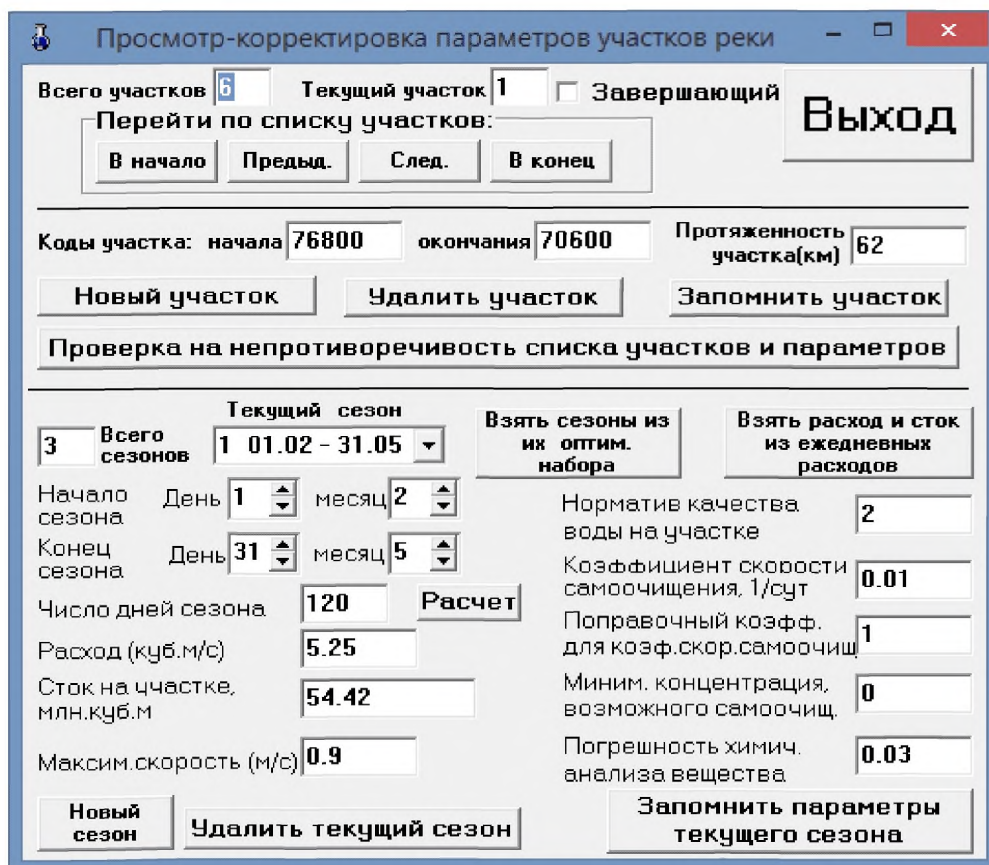 Просмотр-корректировка параметров участков реки
Всего участков 6 Текущий участок 1 Завершающий
Выход
Перейти по списку участков:
В начало Предыд. След. В конец
Коды участка: начала 76800 окончания 70600 Протяженность
участка(км) 62
Новый участок Удалить участок Запомнить участок
Проверка на непротиворечивость списка участков и параметров
3 Всего
сезонов
Текущий сезон
1 01.02 - 31.05
Взять сезоны из
их оптим.
набора
Взять расход и сток
из ежедневных
расходов
Начало
сезона
День 1 месяц 2
Конец
сезона
День 31 месяц 5
Число дней сезона 120 Расчет
Расход (куб.м/с) 5.25
Сток на участке,
млн.куб.м 54.42
Максим.скорость (м/с) 0.9
Норматив качества
воды на участке 2
Коэффициент скорости
самоочищения, 1/сут 0.01
Поправочный коэфф.
для коэф.скор.самоочищ 1
Миним. концентрация,
возможного самоочищ. 0
Погрешность химич.
анализа вещества 0.03
Новый
сезон
Удалить текущий сезон
Запомнить параметры
текущего сезона